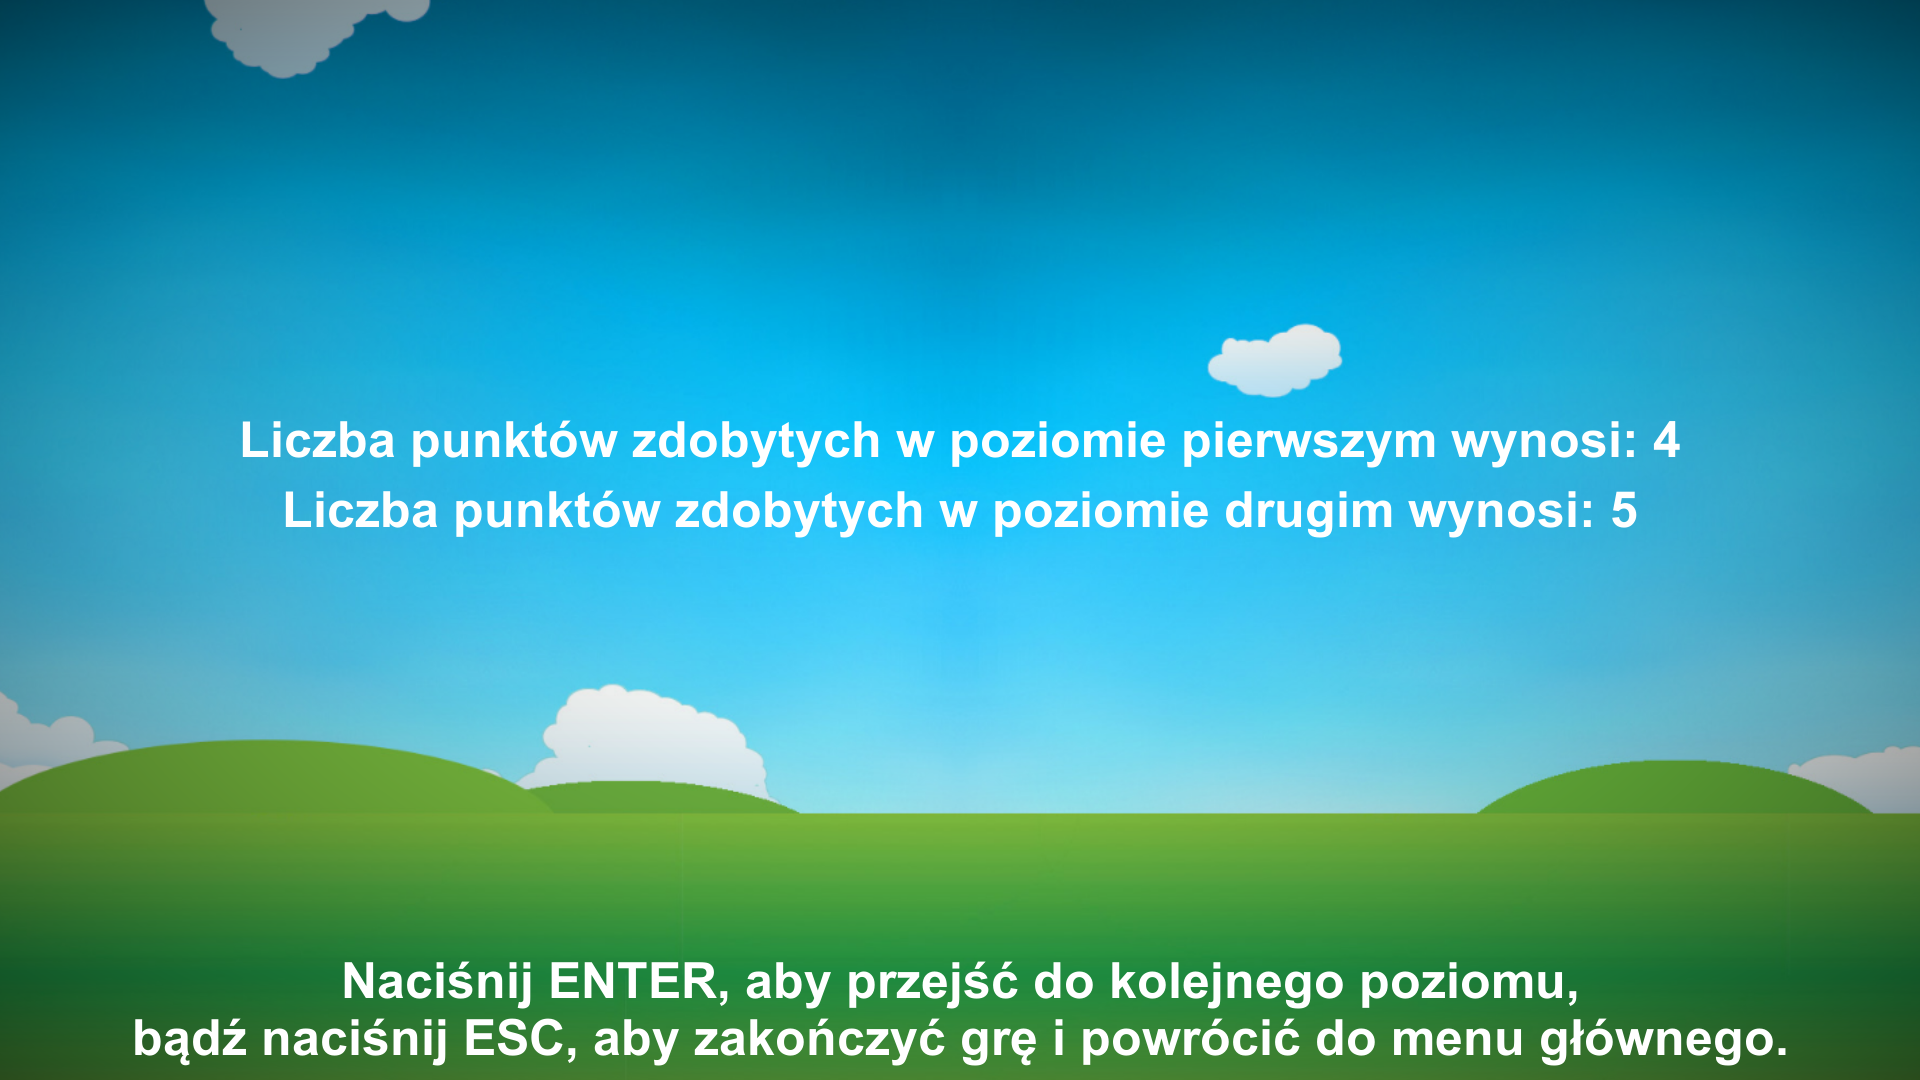 Liczba punktów zdobytych w poziomie pierwszym wynosi: 4
Liczba punktów zdobytych w poziomie drugim wynosi: 5
Naciśnij ENTER, aby przejść do kolejnego poziomu,
bądź naciśnij ESC, aby zakończyć grę i powrócić do menu głównego.